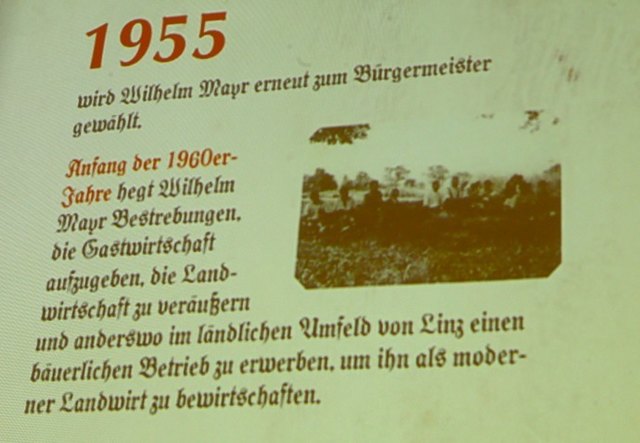 1955
wird Wilhelm Mayr erneut zum Bürgermeister
gewählt.
Anfang der 1960er-
Jahre hegt Wilhelm
Mayr Bestrebungen,
die Gastwirtschaft
aufzugeben, die Land-
wirtschaft zu veräußern
und anderswo im ländlichen Umfeld von Linz einen
bäuerlichen Betrieb zu erwerben, um ihn als moder-
ner Landwirt zu bewirtschaften.